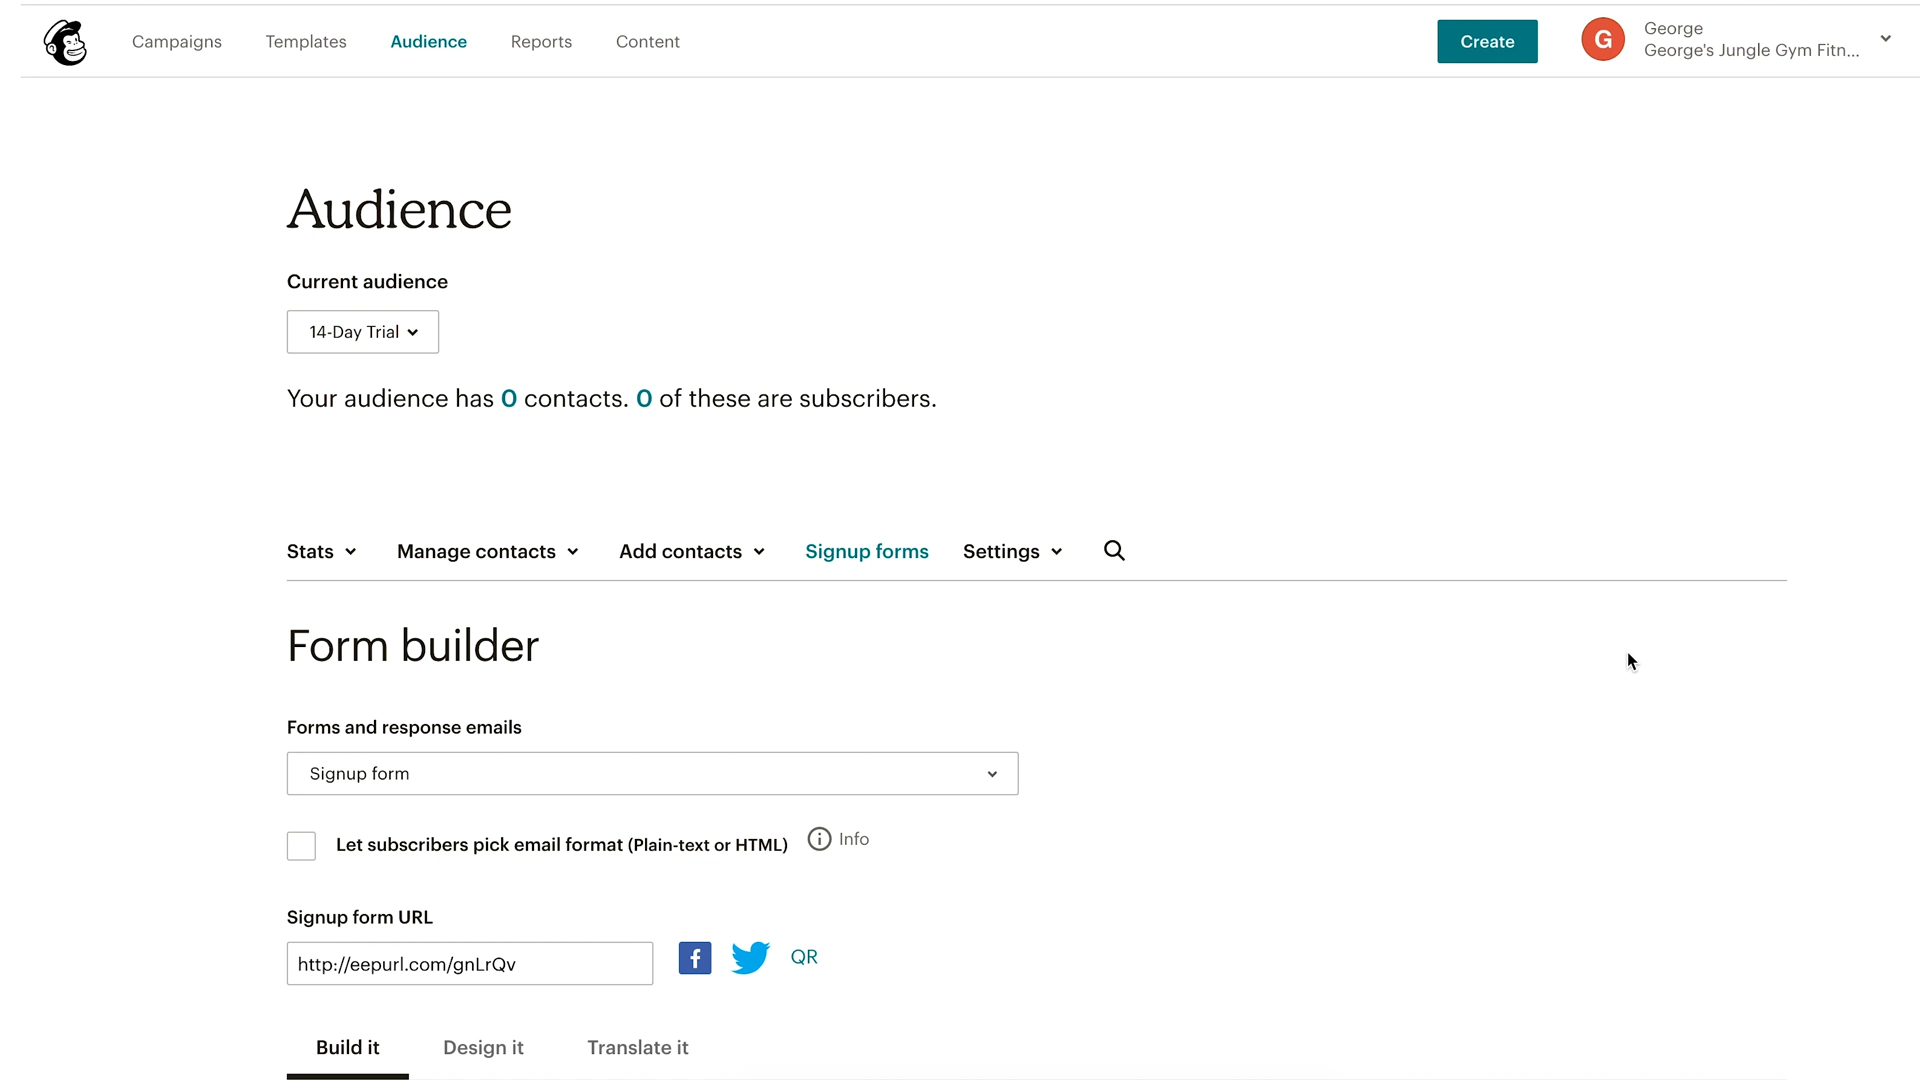 Campaigns Templates Audience Reports Content Create G George
George's Jungle Gym Fitn...
Audience
Current audience
14-Day Trial
Your audience has 0 contacts. 0 of these are subscribers.
Stats Manage contacts Add contacts Signup forms Settings
Form builder
Forms and response emails
Signup form
Let subscribers pick email format (Plain-text or HTML) Info
Signup form URL
http://eepurl.com/gnLrQv QR
Build it Design it Translate it